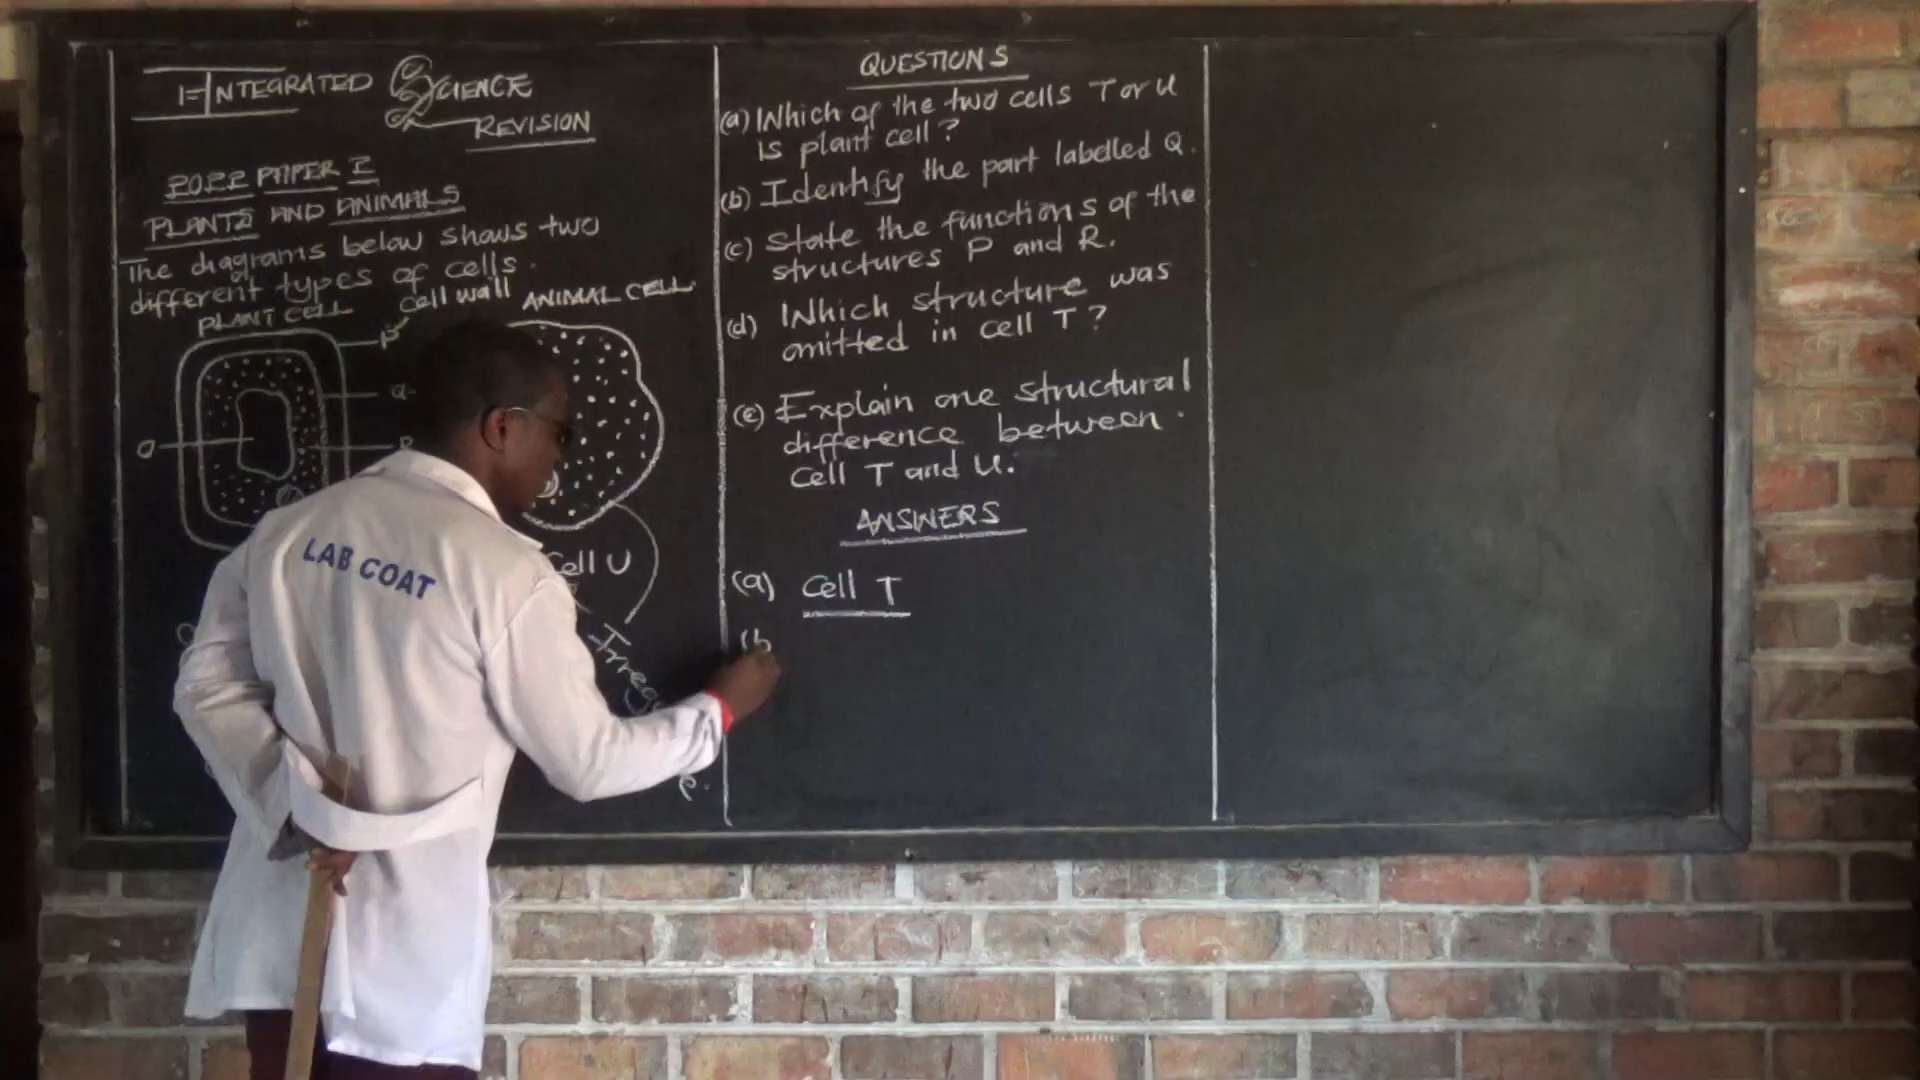 INTEGRATED SCIENCE
REVISION
2022 PAPER I
PLANTS AND ANIMALS
The diagrams below shows two
different types of cells.
PLANT CELL
cell wall
ANIMAL CELL
P
Q
O
R
Cell U
LAB COAT
QUESTIONS
(a) Which of the two cells T or U
is plant cell?
(b) Identify the part labelled Q.
(c) State the functions of the
structures P and R.
(d) Which structure was
omitted in cell T?
(e) Explain one structural
difference between
Cell T and U.
ANSWERS
(a) Cell T
(b